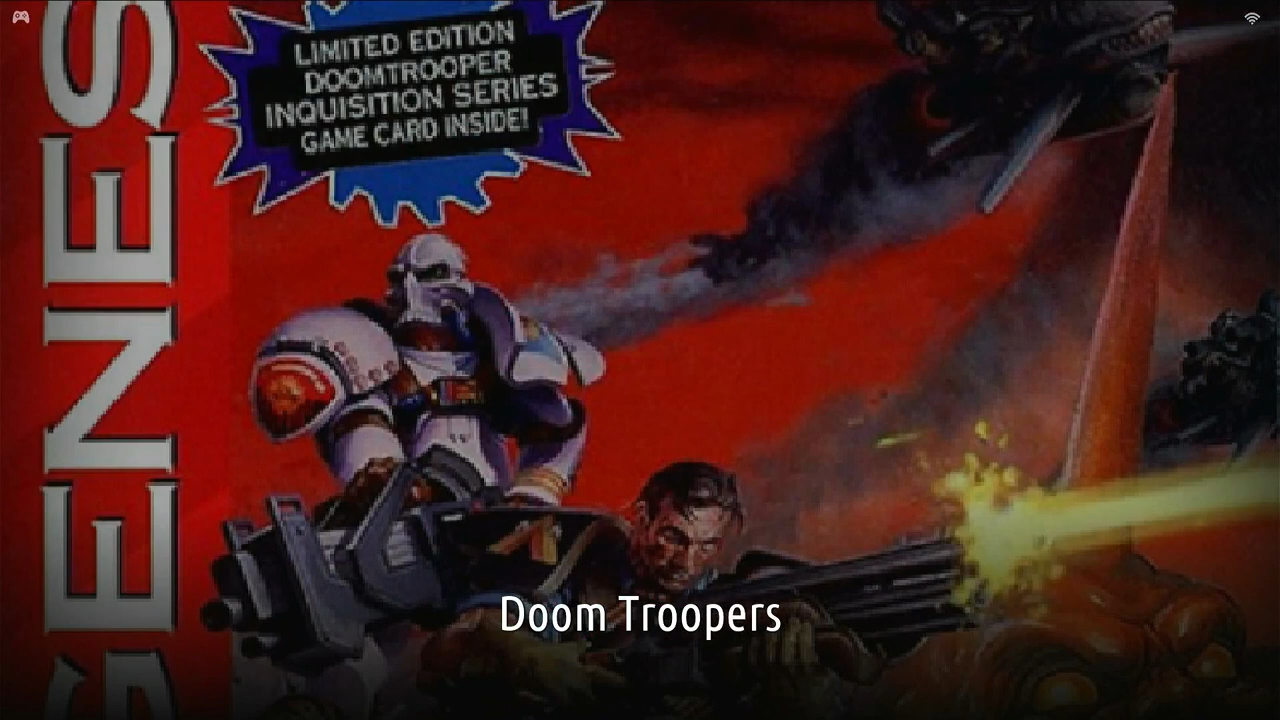 LIMITED EDITION
DOOMTROOPER
INQUISITION SERIES
GAME CARD INSIDE!
GENES
Doom Troopers